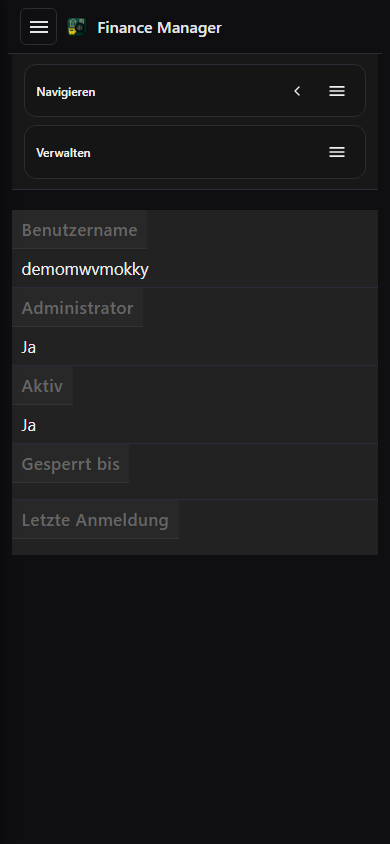 Finance Manager
Navigieren
Verwalten
Benutzername
demomwvmokky
Administrator
Ja
Aktiv
Ja
Gesperrt bis
Letzte Anmeldung